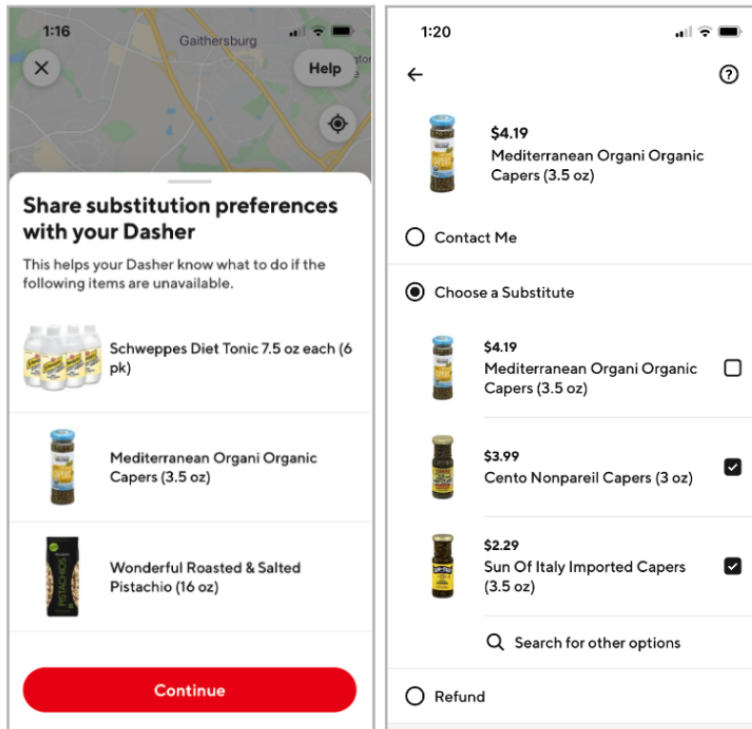 1:16
Gaithersburg
Help
Share substitution preferences
with your Dasher
This helps your Dasher know what to do if the
following items are unavailable.
Schweppes Diet Tonic 7.5 oz each (6
pk)
Mediterranean Organi Organic
Capers (3.5 oz)
PISTACHIOS
Wonderful Roasted & Salted
Pistachio (16 oz)
Continue
1:20
$4.19
Mediterranean Organi Organic
Capers (3.5 oz)
Contact Me
Choose a Substitute
$4.19
Mediterranean Organi Organic
Capers (3.5 oz)
$3.99
Cento Nonpareil Capers (3 oz)
$2.29
Sun Of Italy Imported Capers
(3.5 oz)
Search for other options
Refund